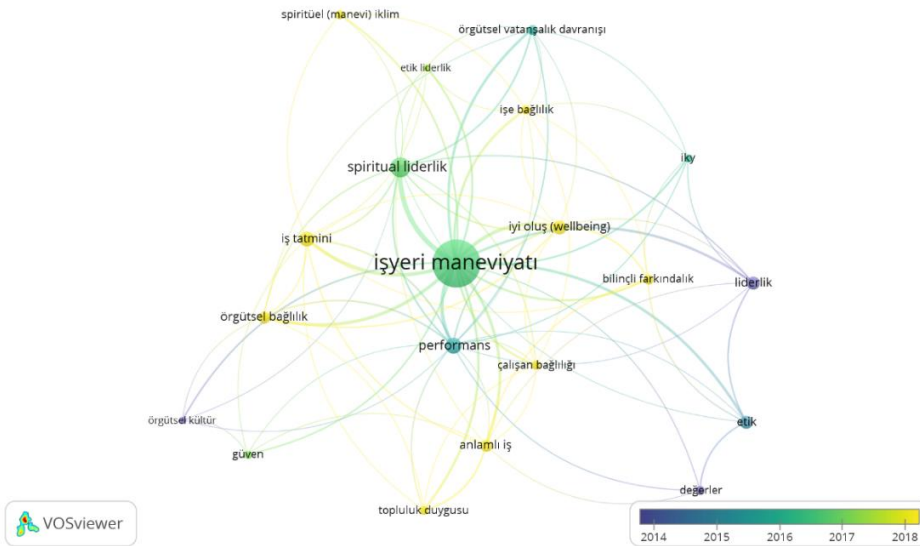 spiritüel (manevi) iklim
örgütsel vatansalık davranışı
etik liderlik
işe bağlılık
spiritual liderlik
iky
iyi oluş (wellbeing)
iş tatmini
işyeri maneviyatı
bilinçli farkındalık
liderlik
örgütsel bağlılık
performans
çalışan bağlılığı
örgütsel kültür
etik
anlamlı iş
güven
değerler
topluluk duygusu
VOSviewer
2014 2015 2016 2017 2018